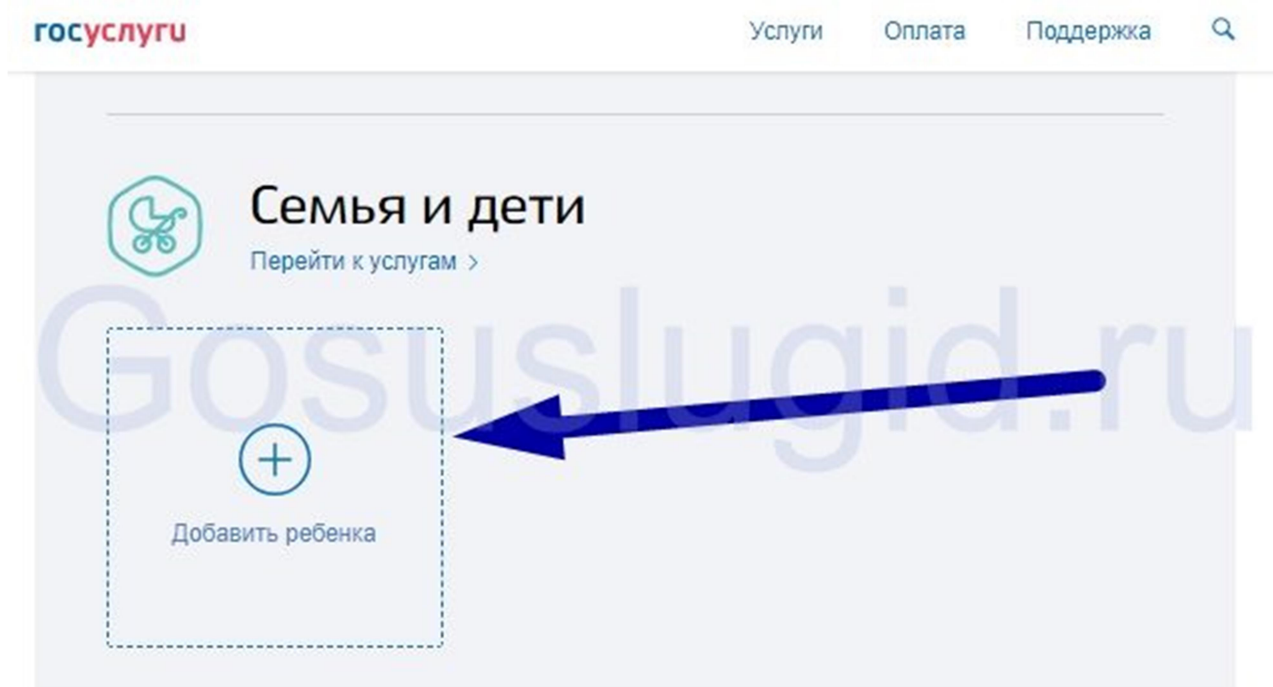 госуслуги Услуги Оплата Поддержка
Семья и дети
Перейти к услугам >
Gosuslugid.ru
Добавить ребенка